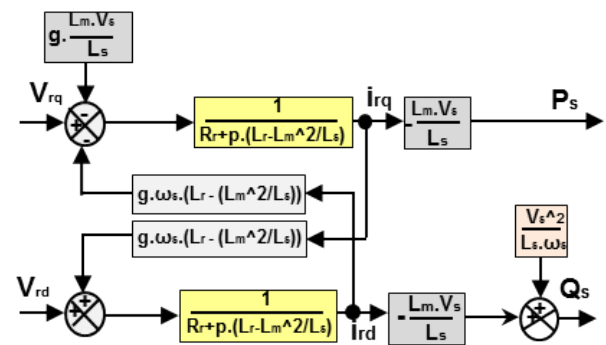 g. Lm.Vs
Ls
Vrq
-
-
1
Rr+p.(Lr-Lm^2/Ls)
irq
-Lm.Vs
Ls
Ps
g.ωs.(Lr - (Lm^2/Ls))
g.ωs.(Lr - (Lm^2/Ls))
Vs^2
Ls.ωs
Vrd
+
+
1
Rr+p.(Lr-Lm^2/Ls)
ird
- Lm.Vs
Ls
+
+
Qs